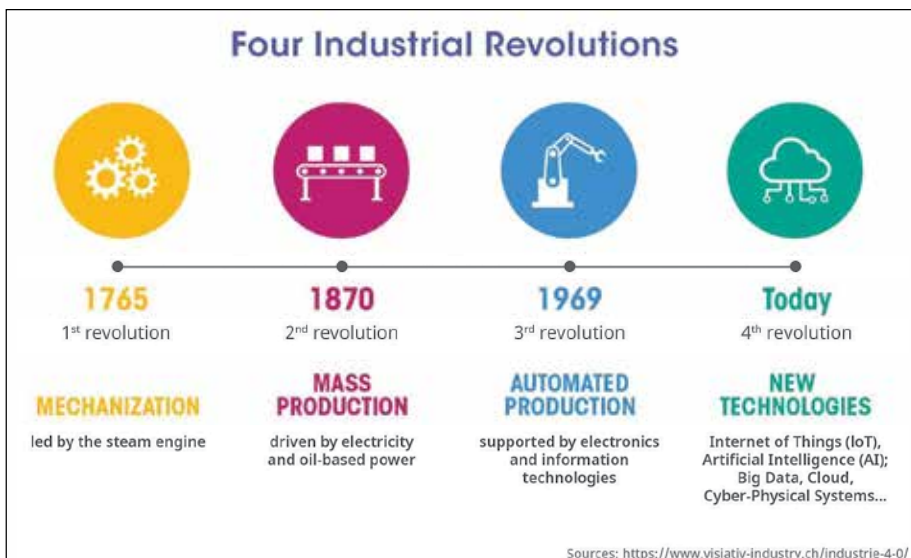 Four Industrial Revolutions
1765
1st revolution
MECHANIZATION
led by the steam engine
1870
2nd revolution
MASS
PRODUCTION
driven by electricity
and oil-based power
1969
3rd revolution
AUTOMATED
PRODUCTION
supported by electronics
and information
technologies
Today
4th revolution
NEW
TECHNOLOGIES
Internet of Things (IoT),
Artificial Intelligence (AI);
Big Data, Cloud,
Cyber-Physical Systems...
Sources: https://www.visiativ-industry.ch/industrie-4-0/